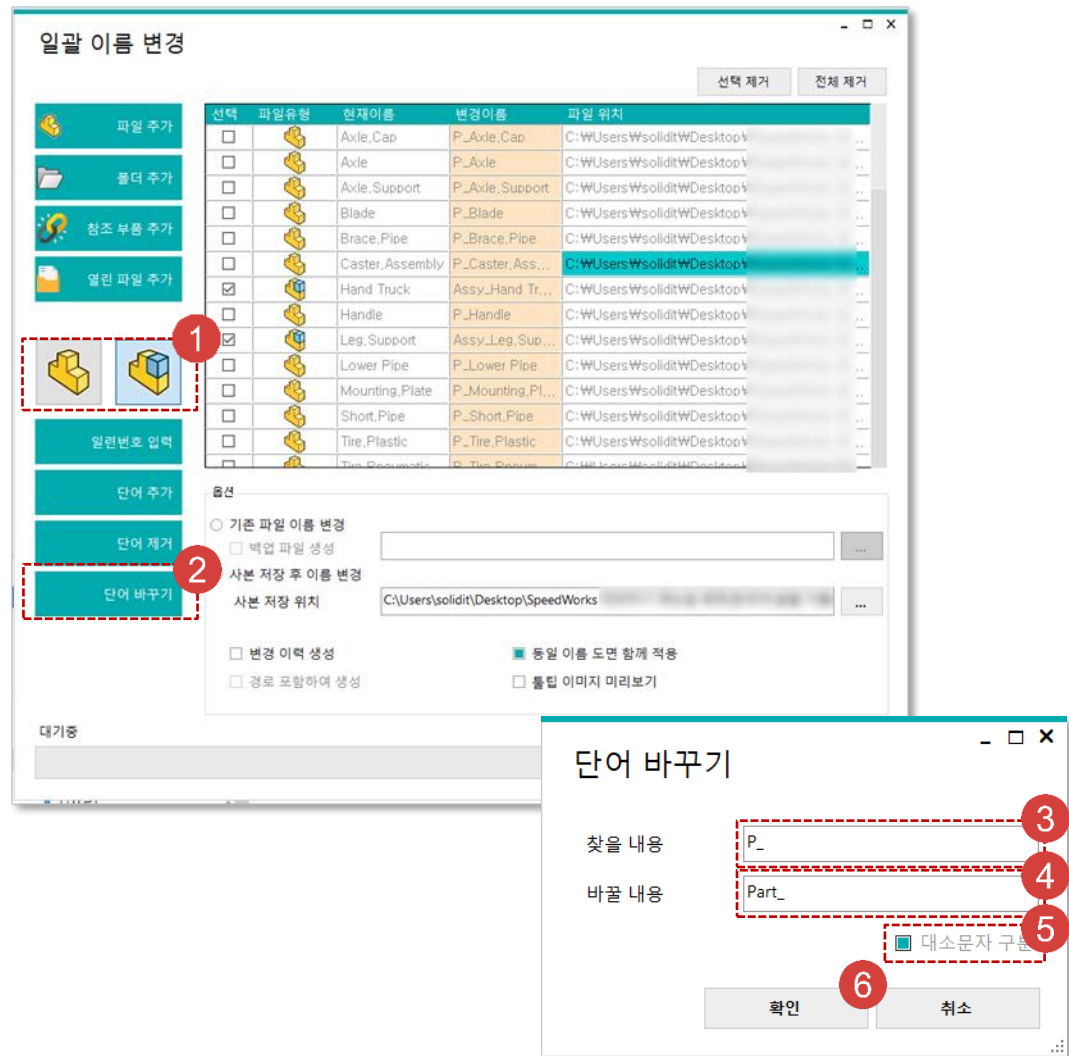 일괄 이름 변경
선택 제거 전체 제거
파일 추가
폴더 추가
참조 부품 추가
열린 파일 추가
1
일련번호 입력
단어 추가
단어 제거
2
단어 바꾸기
선택 파일유형 현재이름 변경이름 파일 위치
Axle,Cap P_Axle,Cap C:₩Users₩solidit₩Desktop₩
Axle P_Axle C:₩Users₩solidit₩Desktop₩
Axle,Support P_Axle,Support C:₩Users₩solidit₩Desktop₩
Blade P_Blade C:₩Users₩solidit₩Desktop₩
Brace,Pipe P_Brace,Pipe C:₩Users₩solidit₩Desktop₩
Caster,Assembly P_Caster,Ass... C:₩Users₩solidit₩Desktop₩
Hand Truck Assy_Hand Tr... C:₩Users₩solidit₩Desktop₩
Handle P_Handle C:₩Users₩solidit₩Desktop₩
Leg,Support Assy_Leg,Sup... C:₩Users₩solidit₩Desktop₩
Lower Pipe P_Lower Pipe C:₩Users₩solidit₩Desktop₩
Mounting,Plate P_Mounting,Pl... C:₩Users₩solidit₩Desktop₩
Short,Pipe P_Short,Pipe C:₩Users₩solidit₩Desktop₩
Tire,Plastic P_Tire,Plastic C:₩Users₩solidit₩Desktop₩
옵션
기존 파일 이름 변경
백업 파일 생성 ...
사본 저장 후 이름 변경
사본 저장 위치 C:\Users\solidit\Desktop\SpeedWorks ...
변경 이력 생성 동일 이름 도면 함께 적용
경로 포함하여 생성 툴팁 이미지 미리보기
대기중
단어 바꾸기
찾을 내용 P_ 3
바꿀 내용 Part_ 4
대소문자 구분 5
6
확인 취소